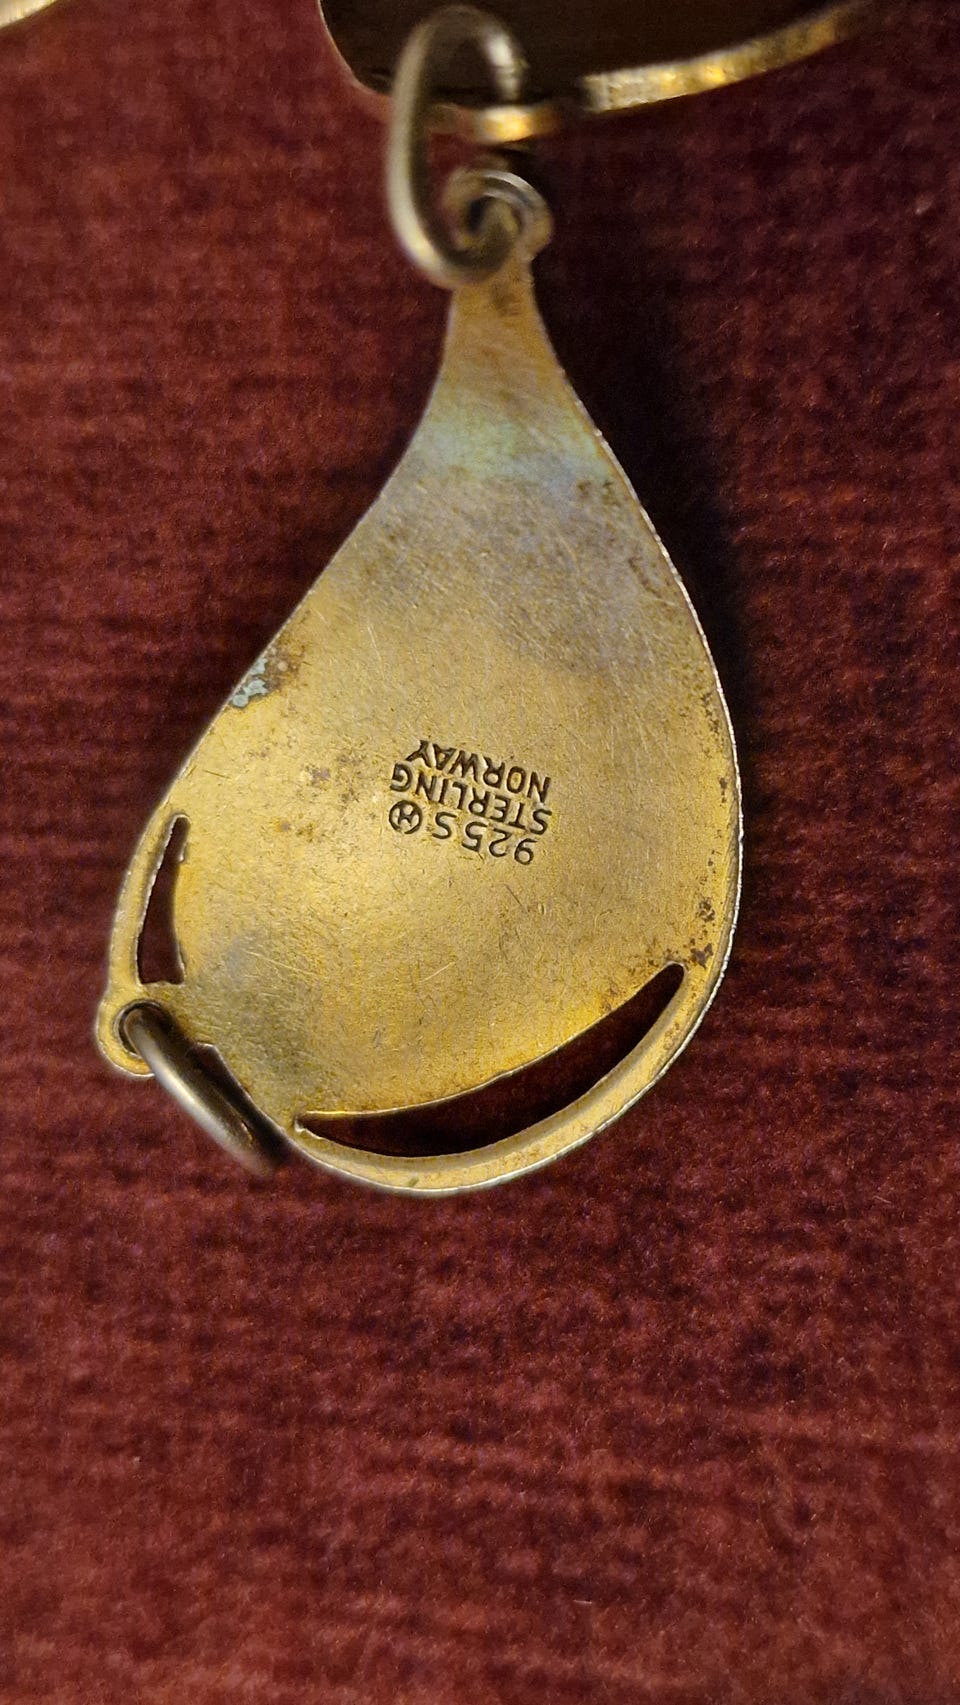 925 S H
STERLING
NORWAY